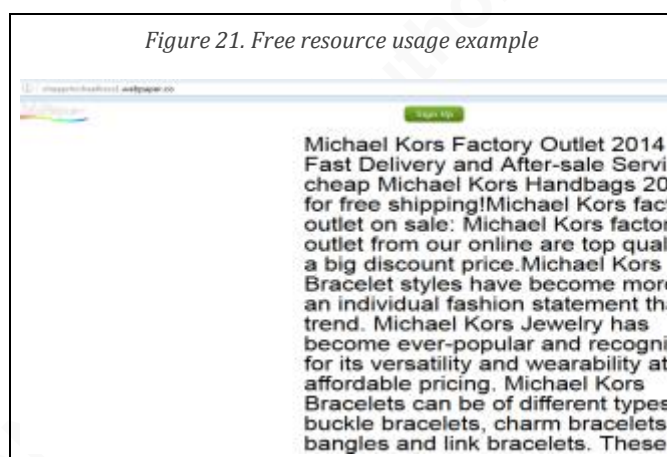 Figure 21. Free resource usage example
webpaper.co
Sign Up
Michael Kors Factory Outlet 2014
Fast Delivery and After-sale Servi
cheap Michael Kors Handbags 20
for free shipping!Michael Kors fact
outlet on sale: Michael Kors factor
outlet from our online are top qual
a big discount price.Michael Kors
Bracelet styles have become more
an individual fashion statement tha
trend. Michael Kors Jewelry has
become ever-popular and recogni
for its versatility and wearability at
affordable pricing. Michael Kors
Bracelets can be of different types
buckle bracelets, charm bracelets
bangles and link bracelets. These